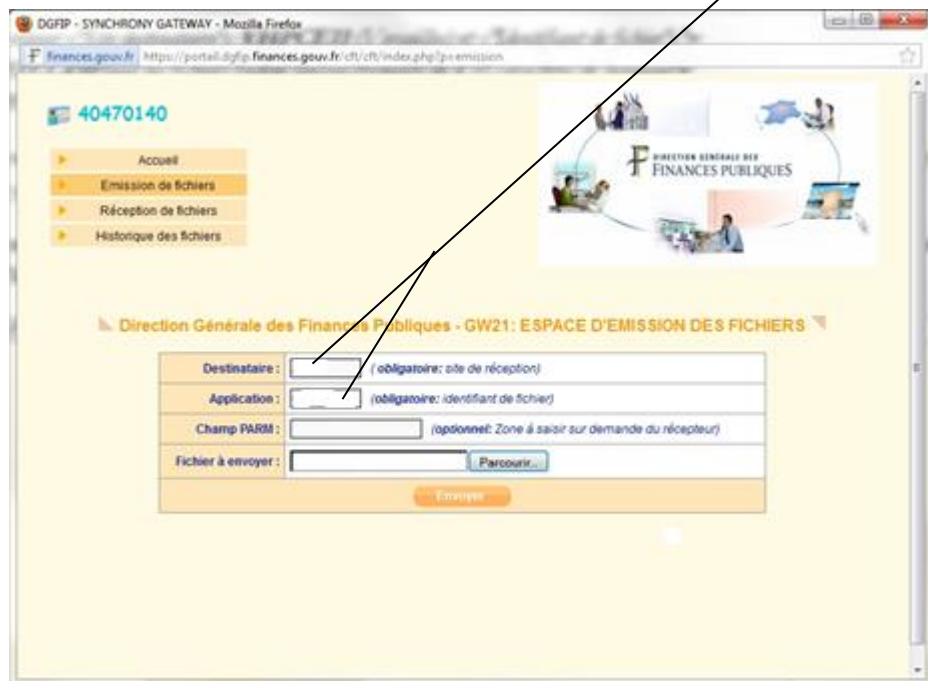 DGFIP - SYNCHRONY GATEWAY - Mozilla Firefox
finances.gouv.fr https://portail.dgfip.finances.gouv.fr/cft/cft/index.php?p=emission
40470140
Accueil
Emission de fichiers
Réception de fichiers
Historique des fichiers
DIRECTION GÉNÉRALE DES
FINANCES PUBLIQUES
Direction Générale des Finances Publiques - GW21: ESPACE D'EMISSION DES FICHIERS
Destinataire : ( obligatoire: site de réception)
Application : (obligatoire: identifiant de fichier)
Champ PARM : (optionnel: Zone à saisir sur demande du récepteur)
Fichier à envoyer : Parcourir...
Envoyer